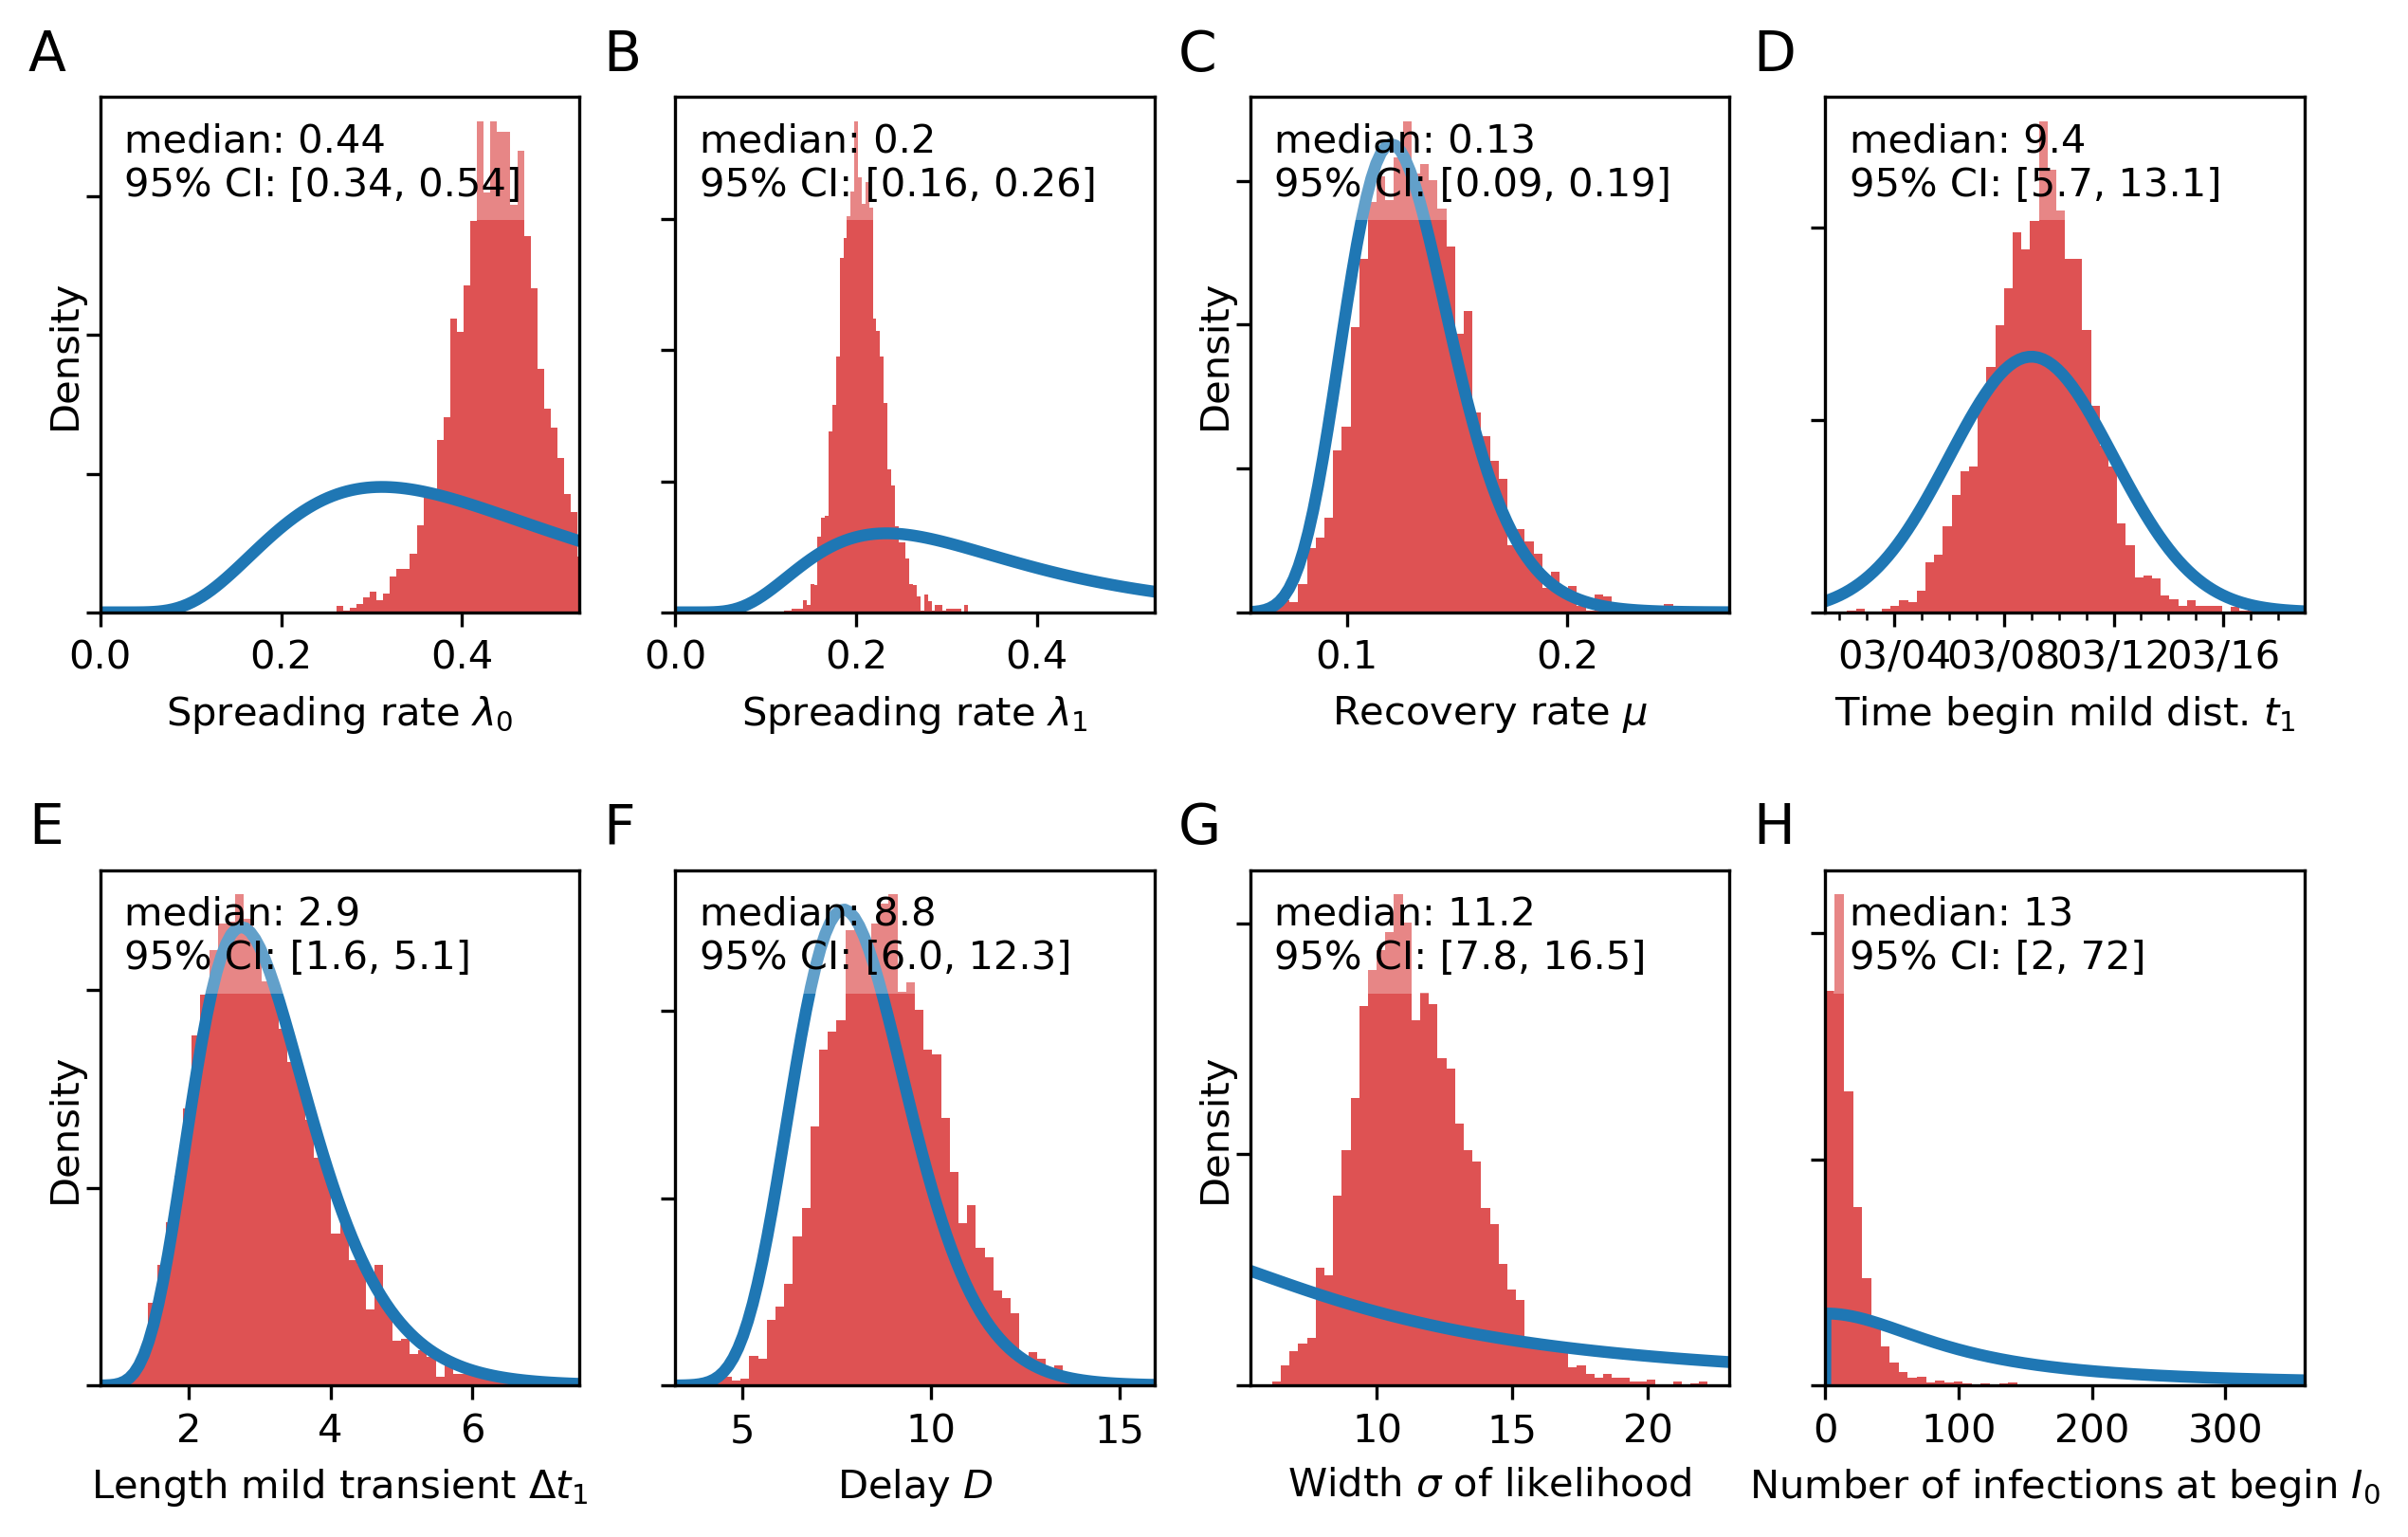 A
B
C
D
median: 0.44
95% CI: [0.34, 0.54]
median: 0.2
95% CI: [0.16, 0.26]
median: 0.13
95% CI: [0.09, 0.19]
median: 9.4
95% CI: [5.7, 13.1]
Density
Density
0.0 0.2 0.4
0.0 0.2 0.4
0.1 0.2
03/04 03/08 03/12 03/16
Spreading rate λ₀
Spreading rate λ₁
Recovery rate μ
Time begin mild dist. t₁
E
F
G
H
median: 2.9
95% CI: [1.6, 5.1]
median: 8.8
95% CI: [6.0, 12.3]
median: 11.2
95% CI: [7.8, 16.5]
median: 13
95% CI: [2, 72]
Density
Density
2 4 6
5 10 15
10 15 20
0 100 200 300
Length mild transient Δt₁
Delay D
Width σ of likelihood
Number of infections at begin I₀